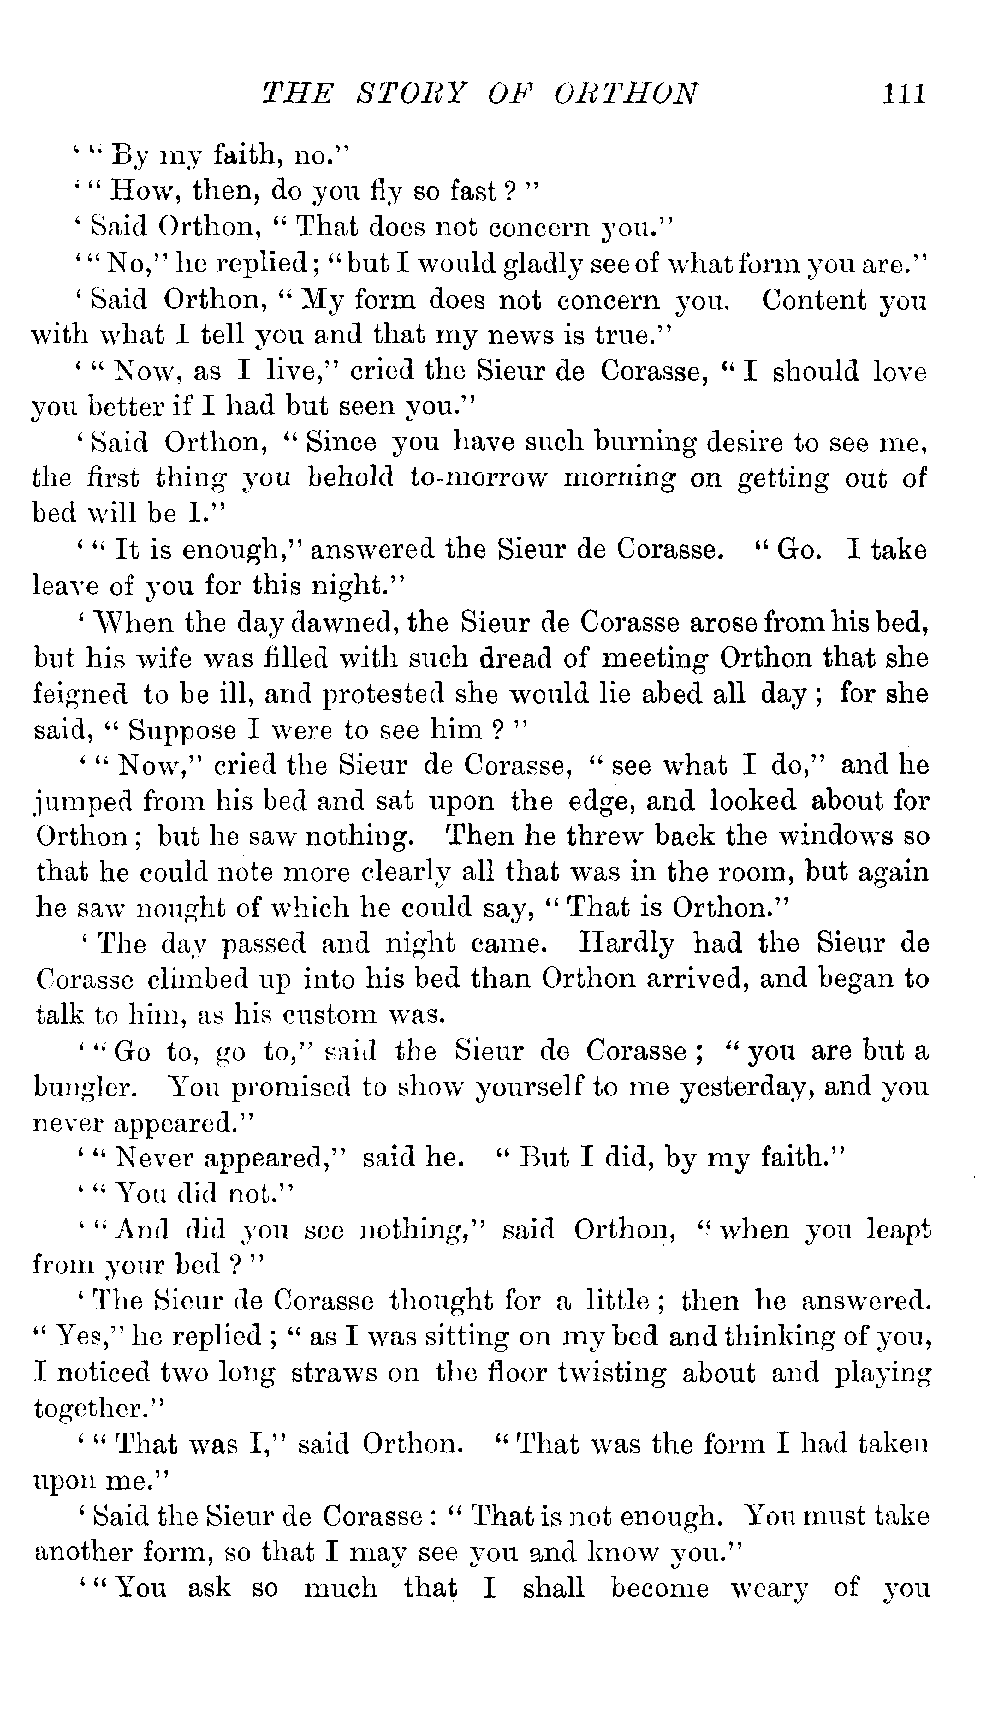 THE STORY OF ORTHON 111
‘ “ By my faith, no.”
‘ “ How, then, do you fly so fast ? ”
‘ Said Orthon, “ That does not concern you.”
‘ “ No,” he replied ; “ but I would gladly see of what form you are.”
‘ Said Orthon, “ My form does not concern you. Content you
with what I tell you and that my news is true.”
‘ “ Now, as I live,” cried the Sieur de Corasse, “ I should love
you better if I had but seen you.”
‘ Said Orthon, “ Since you have such burning desire to see me,
the first thing you behold to-morrow morning on getting out of
bed will be I.”
‘ “ It is enough,” answered the Sieur de Corasse. “ Go. I take
leave of you for this night.”
‘ When the day dawned, the Sieur de Corasse arose from his bed,
but his wife was filled with such dread of meeting Orthon that she
feigned to be ill, and protested she would lie abed all day ; for she
said, “ Suppose I were to see him ? ”
‘ “ Now,” cried the Sieur de Corasse, “ see what I do,” and he
jumped from his bed and sat upon the edge, and looked about for
Orthon ; but he saw nothing. Then he threw back the windows so
that he could note more clearly all that was in the room, but again
he saw nought of which he could say, “ That is Orthon.”
‘ The day passed and night came. Hardly had the Sieur de
Corasse climbed up into his bed than Orthon arrived, and began to
talk to him, as his custom was.
‘ “ Go to, go to,” said the Sieur de Corasse ; “ you are but a
bungler. You promised to show yourself to me yesterday, and you
never appeared.”
‘ “ Never appeared,” said he. “ But I did, by my faith.”
‘ “ You did not.”
‘ “ And did you see nothing,” said Orthon, “ when you leapt
from your bed ? ”
‘ The Sieur de Corasse thought for a little ; then he answered.
“ Yes,” he replied ; “ as I was sitting on my bed and thinking of you,
I noticed two long straws on the floor twisting about and playing
together.”
‘ “ That was I,” said Orthon. “ That was the form I had taken
upon me.”
‘ Said the Sieur de Corasse : “ That is not enough. You must take
another form, so that I may see you and know you.”
‘ “ You ask so much that I shall become weary of you